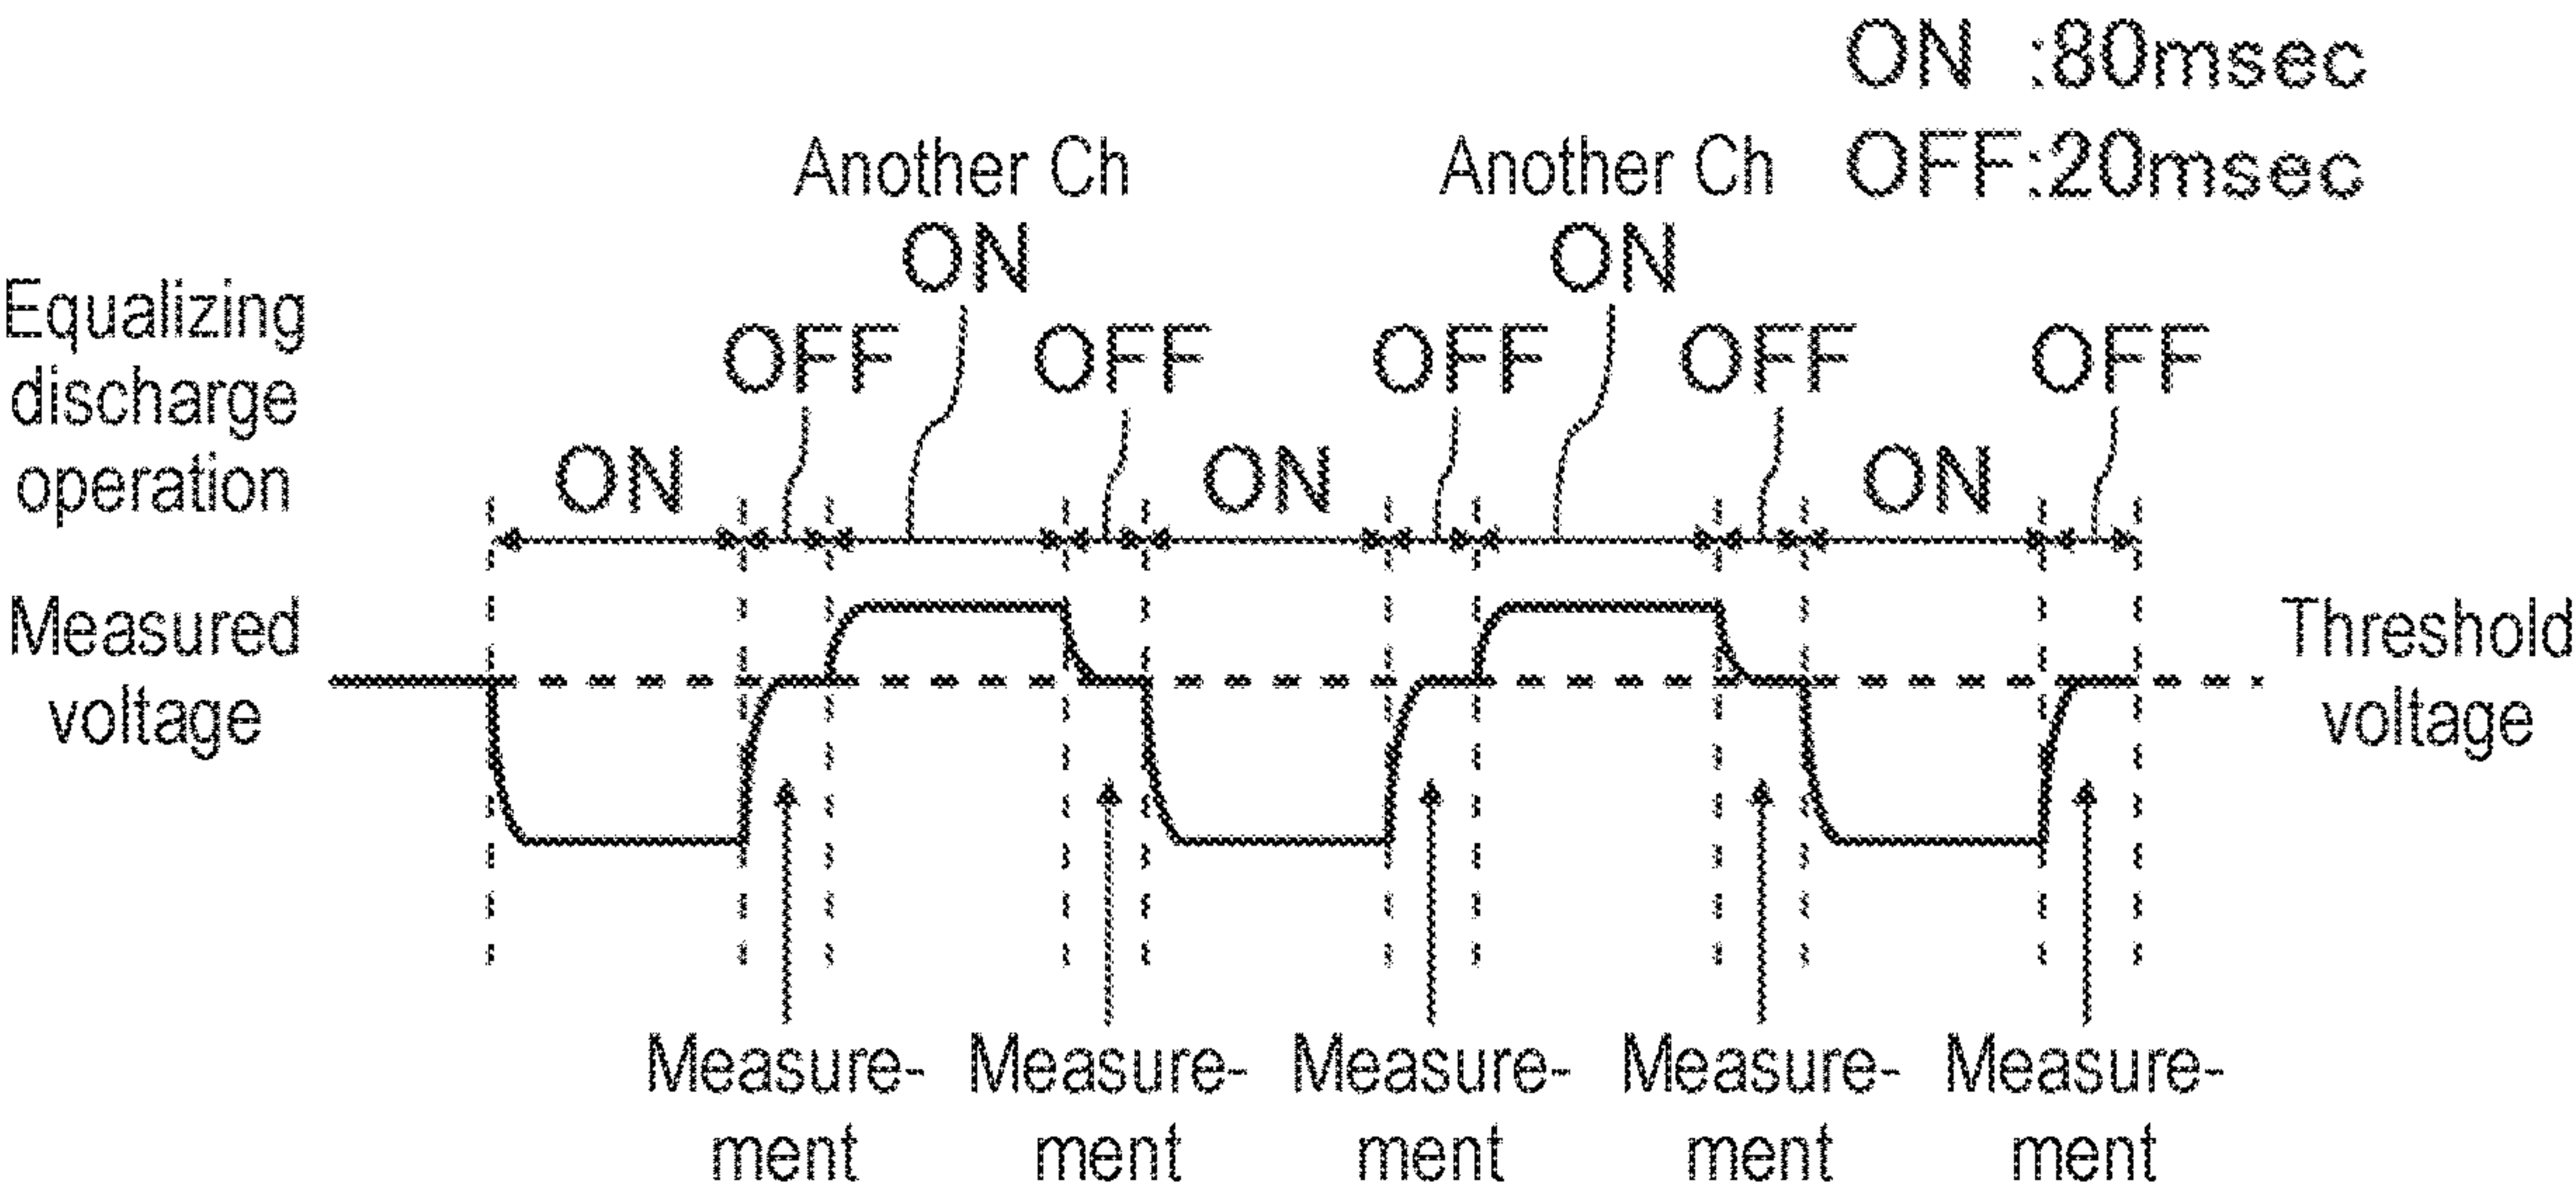 ON :80msec
OFF:20msec
Another Ch
ON
Another Ch
ON
Equalizing
discharge
operation
OFF
OFF
OFF
OFF
OFF
ON
ON
ON
Measured
voltage
Threshold
voltage
Measure-
ment
Measure-
ment
Measure-
ment
Measure-
ment
Measure-
ment